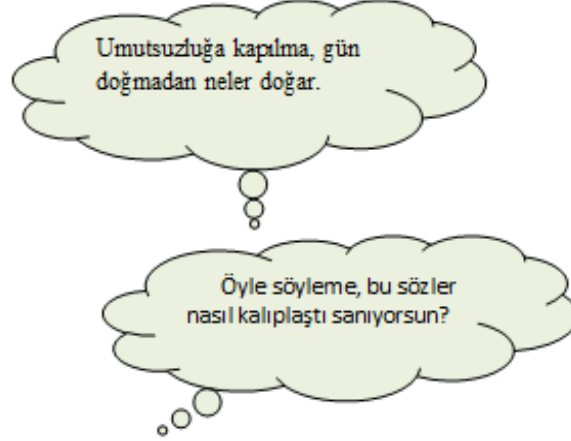 Umutsuzluğa kapılma, gün
doğmadan neler doğar.
Öyle söyleme, bu sözler
nasıl kalıplaştı sanıyorsun?